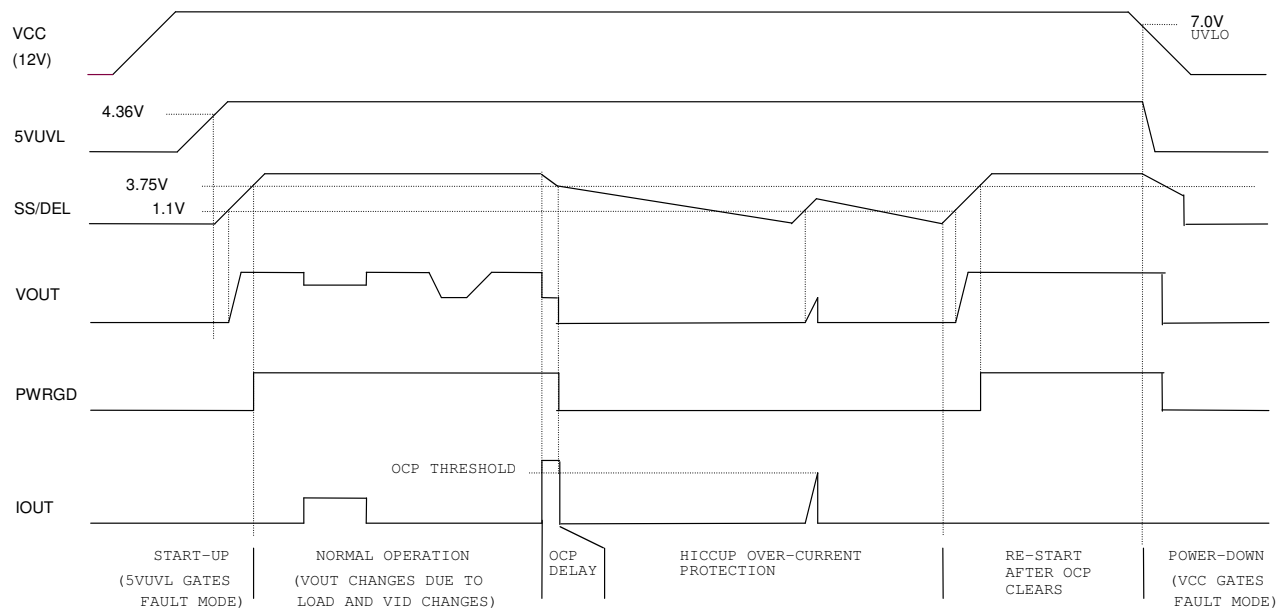 VCC
(12V)
7.0V
UVLO
4.36V
5VUVL
3.75V
SS/DEL
1.1V
VOUT
PWRGD
OCP THRESHOLD
IOUT
START-UP
(5VUVL GATES
FAULT MODE)
NORMAL OPERATION
(VOUT CHANGES DUE TO
LOAD AND VID CHANGES)
OCP
DELAY
HICCUP OVER-CURRENT
PROTECTION
RE-START
AFTER OCP
CLEARS
POWER-DOWN
(VCC GATES
FAULT MODE)